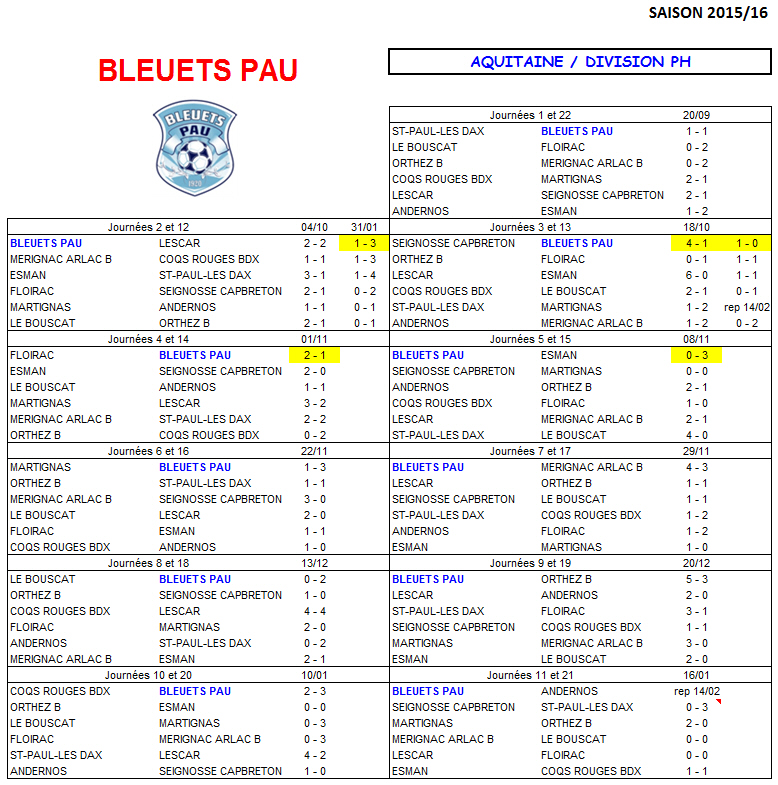 SAISON 2015/16
BLEUETS PAU
AQUITAINE / DIVISION PH
BLEUETS
PAU
1920
Journées 1 et 22 20/09
ST-PAUL-LES DAX BLEUETS PAU 1 - 1
LE BOUSCAT FLOIRAC 0 - 2
ORTHEZ B MERIGNAC ARLAC B 0 - 2
COQS ROUGES BDX MARTIGNAS 2 - 1
LESCAR SEIGNOSSE CAPBRETON 2 - 1
ANDERNOS ESMAN 1 - 2
Journées 2 et 12 04/10 31/01
BLEUETS PAU LESCAR 2 - 2 1 - 3
MERIGNAC ARLAC B COQS ROUGES BDX 1 - 1 1 - 3
ESMAN ST-PAUL-LES DAX 3 - 1 1 - 4
FLOIRAC SEIGNOSSE CAPBRETON 2 - 1 0 - 2
MARTIGNAS ANDERNOS 1 - 1 0 - 1
LE BOUSCAT ORTHEZ B 2 - 1 0 - 1
Journées 3 et 13 18/10
SEIGNOSSE CAPBRETON BLEUETS PAU 4 - 1 1 - 0
ORTHEZ B FLOIRAC 0 - 1 1 - 1
LESCAR ESMAN 6 - 0 1 - 1
COQS ROUGES BDX LE BOUSCAT 2 - 1 0 - 1
ST-PAUL-LES DAX MARTIGNAS 1 - 2 rep 14/02
ANDERNOS MERIGNAC ARLAC B 1 - 2 0 - 2
Journées 4 et 14 01/11
FLOIRAC BLEUETS PAU 2 - 1
ESMAN SEIGNOSSE CAPBRETON 2 - 0
LE BOUSCAT ANDERNOS 1 - 1
MARTIGNAS LESCAR 3 - 2
MERIGNAC ARLAC B ST-PAUL-LES DAX 2 - 2
ORTHEZ B COQS ROUGES BDX 0 - 2
Journées 5 et 15 08/11
BLEUETS PAU ESMAN 0 - 3
SEIGNOSSE CAPBRETON MARTIGNAS 0 - 0
ANDERNOS ORTHEZ B 2 - 1
COQS ROUGES BDX FLOIRAC 1 - 0
LESCAR MERIGNAC ARLAC B 2 - 1
ST-PAUL-LES DAX LE BOUSCAT 4 - 0
Journées 6 et 16 22/11
MARTIGNAS BLEUETS PAU 1 - 3
ORTHEZ B ST-PAUL-LES DAX 1 - 1
MERIGNAC ARLAC B SEIGNOSSE CAPBRETON 3 - 0
LE BOUSCAT LESCAR 2 - 0
FLOIRAC ESMAN 1 - 1
COQS ROUGES BDX ANDERNOS 1 - 0
Journées 7 et 17 29/11
BLEUETS PAU MERIGNAC ARLAC B 4 - 3
LESCAR ORTHEZ B 1 - 1
SEIGNOSSE CAPBRETON LE BOUSCAT 1 - 1
ST-PAUL-LES DAX COQS ROUGES BDX 1 - 2
ANDERNOS FLOIRAC 1 - 2
ESMAN MARTIGNAS 1 - 0
Journées 8 et 18 13/12
LE BOUSCAT BLEUETS PAU 0 - 2
ORTHEZ B SEIGNOSSE CAPBRETON 1 - 0
COQS ROUGES BDX LESCAR 4 - 4
FLOIRAC MARTIGNAS 2 - 0
ANDERNOS ST-PAUL-LES DAX 0 - 2
MERIGNAC ARLAC B ESMAN 2 - 1
Journées 9 et 19 20/12
BLEUETS PAU ORTHEZ B 5 - 3
LESCAR ANDERNOS 2 - 0
ST-PAUL-LES DAX FLOIRAC 3 - 1
SEIGNOSSE CAPBRETON COQS ROUGES BDX 1 - 1
MARTIGNAS MERIGNAC ARLAC B 3 - 0
ESMAN LE BOUSCAT 2 - 0
Journées 10 et 20 10/01
COQS ROUGES BDX BLEUETS PAU 2 - 3
ORTHEZ B ESMAN 0 - 0
LE BOUSCAT MARTIGNAS 0 - 3
FLOIRAC MERIGNAC ARLAC B 0 - 3
ST-PAUL-LES DAX LESCAR 4 - 2
ANDERNOS SEIGNOSSE CAPBRETON 1 - 0
Journées 11 et 21 16/01
BLEUETS PAU ANDERNOS rep 14/02
SEIGNOSSE CAPBRETON ST-PAUL-LES DAX 0 - 3
MARTIGNAS ORTHEZ B 2 - 0
MERIGNAC ARLAC B LE BOUSCAT 0 - 0
LESCAR FLOIRAC 0 - 0
ESMAN COQS ROUGES BDX 1 - 1